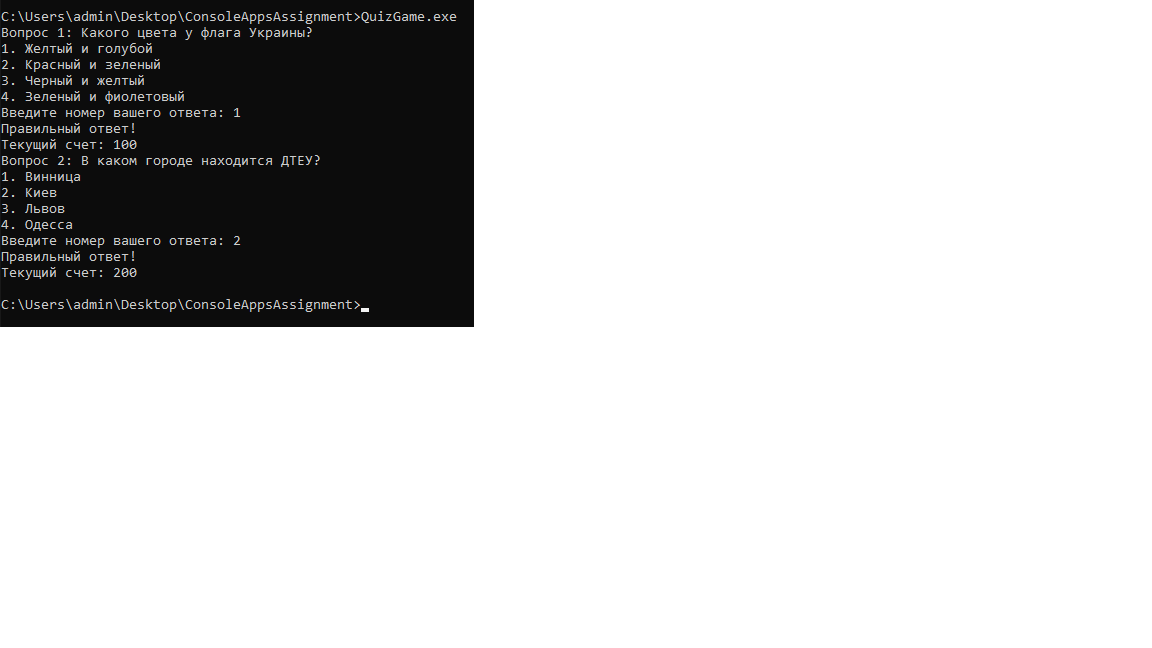 C:\Users\admin\Desktop\ConsoleAppsAssignment>QuizGame.exe
Вопрос 1: Какого цвета у флага Украины?
1. Желтый и голубой
2. Красный и зеленый
3. Черный и желтый
4. Зеленый и фиолетовый
Введите номер вашего ответа: 1
Правильный ответ!
Текущий счет: 100
Вопрос 2: В каком городе находится ДТЕУ?
1. Винница
2. Киев
3. Львов
4. Одесса
Введите номер вашего ответа: 2
Правильный ответ!
Текущий счет: 200
C:\Users\admin\Desktop\ConsoleAppsAssignment>